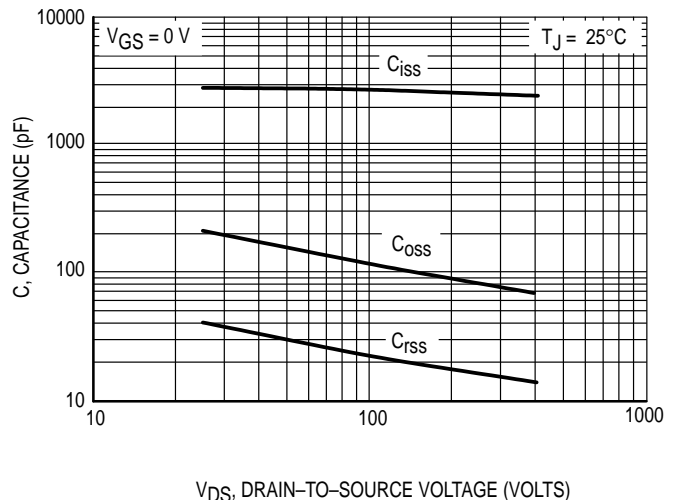 10000
V_GS = 0 V
T_J = 25°C
C_iss
1000
C, CAPACITANCE (pF)
C_oss
100
C_rss
10
10
100
1000
V_DS, DRAIN–TO–SOURCE VOLTAGE (VOLTS)